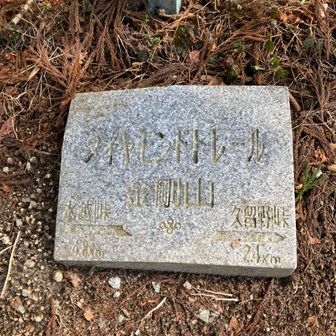 ダイヤモンドトレール
金剛山
水越峠 久留野峠
2.4km